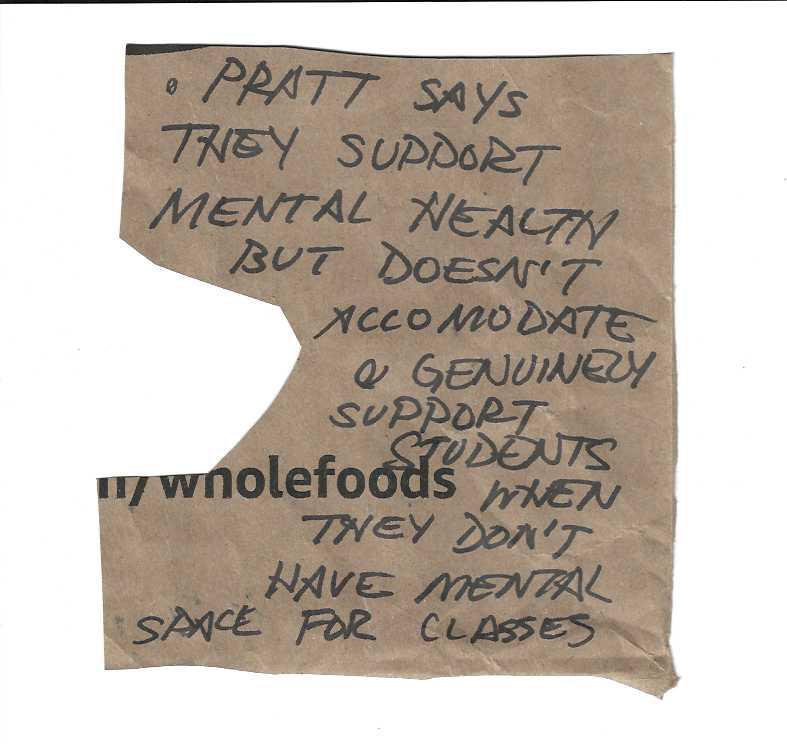 • PRATT SAYS
THEY SUPPORT
MENTAL HEALTH
BUT DOESN'T
ACCOMODATE
& GENUINELY
SUPPORT
STUDENTS
/wholefoods
WHEN
THEY DON'T
HAVE MENTAL
SPACE FOR CLASSES